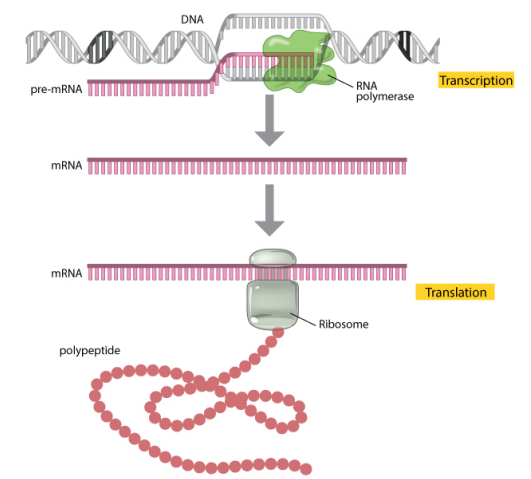 DNA
Transcription
pre-mRNA
RNA
polymerase
mRNA
mRNA
Translation
Ribosome
polypeptide